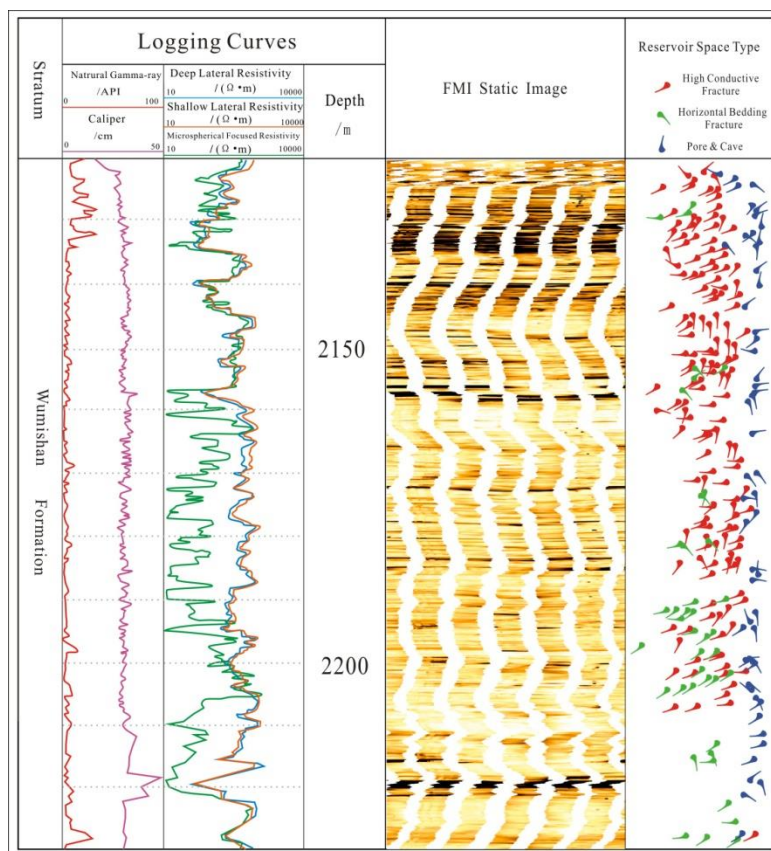 Stratum
Logging Curves
Natrural Gamma-ray
/API
0 100
Caliper
/cm
0 50
Deep Lateral Resistivity
10 /(Ω•m) 10000
Shallow Lateral Resistivity
10 /(Ω•m) 10000
Microspherical Focused Resistivity
10 /(Ω•m) 10000
Depth
/m
FMI Static Image
Reservoir Space Type
High Conductive
Fracture
Horizontal Bedding
Fracture
Pore & Cave
Wumishan Formation
2150
2200